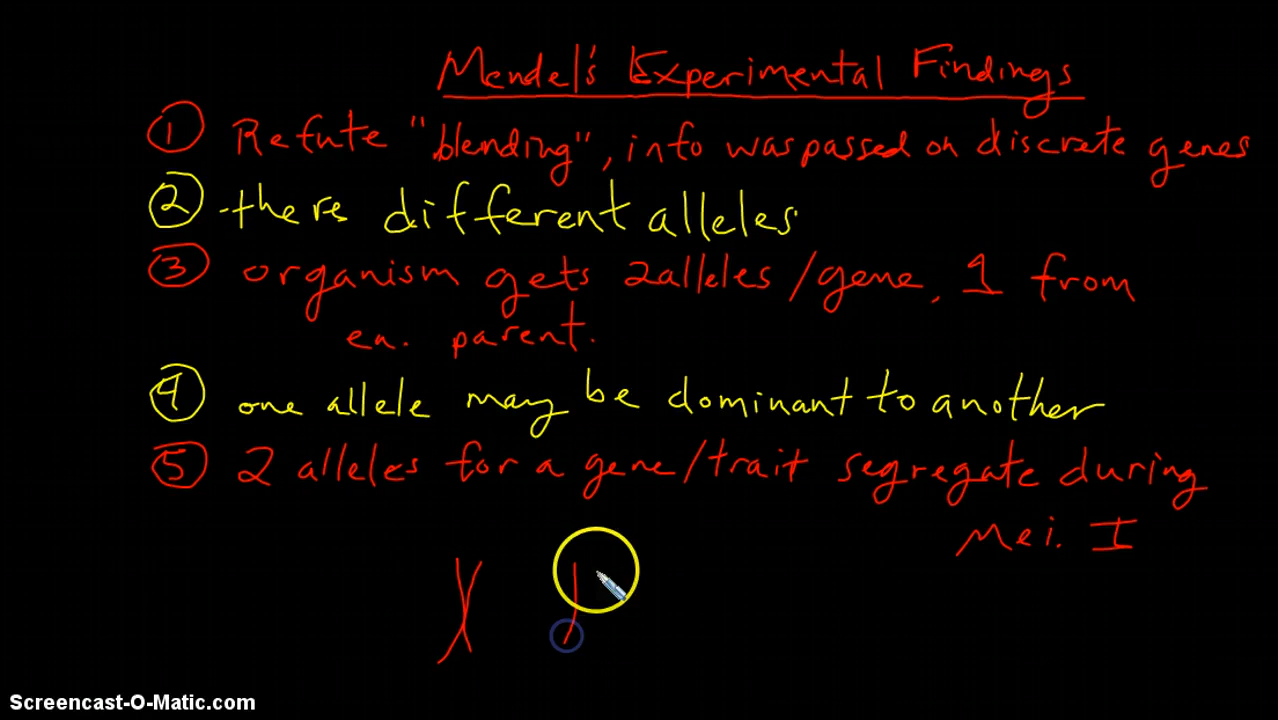 Mendel's Experimental Findings
① Refute "blending", info was passed on discrete genes
② there's different alleles
③ organism gets 2 alleles/gene, 1 from
ea. parent.
④ one allele may be dominant to another
⑤ 2 alleles for a gene/trait segregate during
Mei. I
Screencast-O-Matic.com